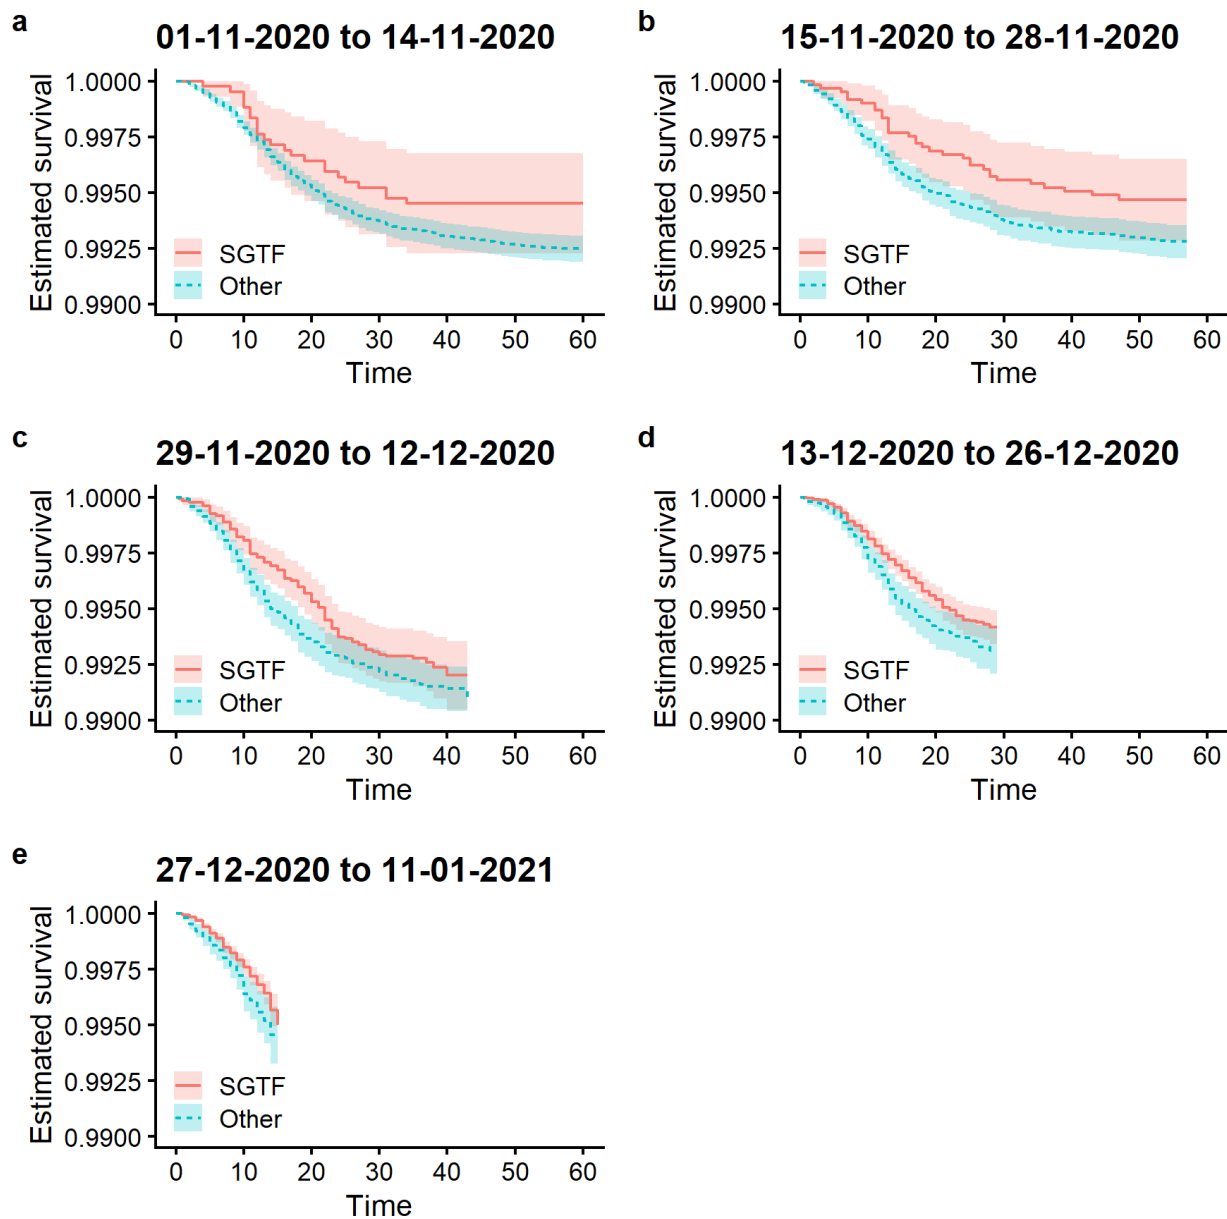 a
01-11-2020 to 14-11-2020
Estimated survival
1.0000
0.9975
0.9950
0.9925
0.9900
SGTF
Other
0 10 20 30 40 50 60
Time
b
15-11-2020 to 28-11-2020
Estimated survival
1.0000
0.9975
0.9950
0.9925
0.9900
SGTF
Other
0 10 20 30 40 50 60
Time
c
29-11-2020 to 12-12-2020
Estimated survival
1.0000
0.9975
0.9950
0.9925
0.9900
SGTF
Other
0 10 20 30 40 50 60
Time
d
13-12-2020 to 26-12-2020
Estimated survival
1.0000
0.9975
0.9950
0.9925
0.9900
SGTF
Other
0 10 20 30 40 50 60
Time
e
27-12-2020 to 11-01-2021
Estimated survival
1.0000
0.9975
0.9950
0.9925
0.9900
SGTF
Other
0 10 20 30 40 50 60
Time